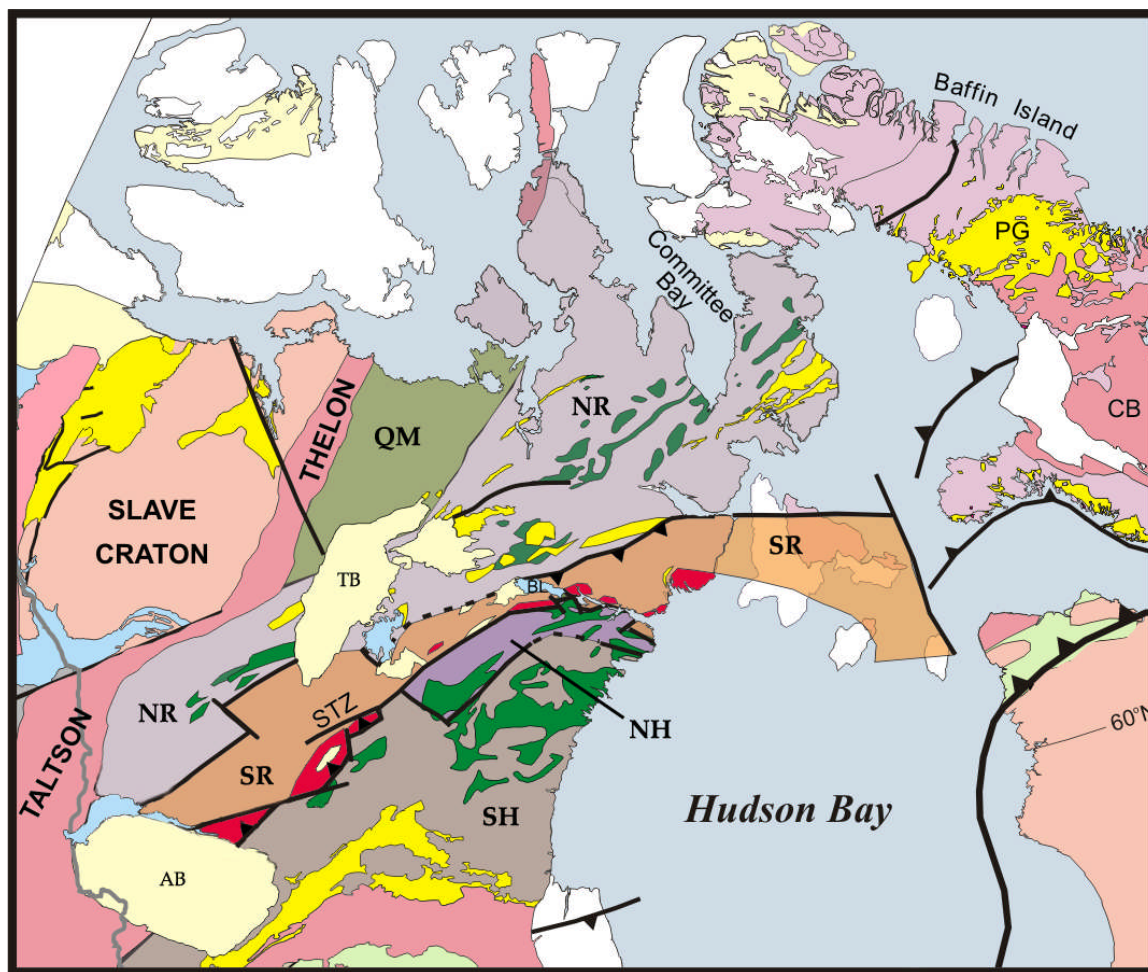 Baffin Island
PG
Committee
Bay
CB
NR
THELON
QM
SLAVE
CRATON
SR
TB
BL
NR
STZ
NH
TALTSON
SR
60°N
SH
Hudson Bay
AB